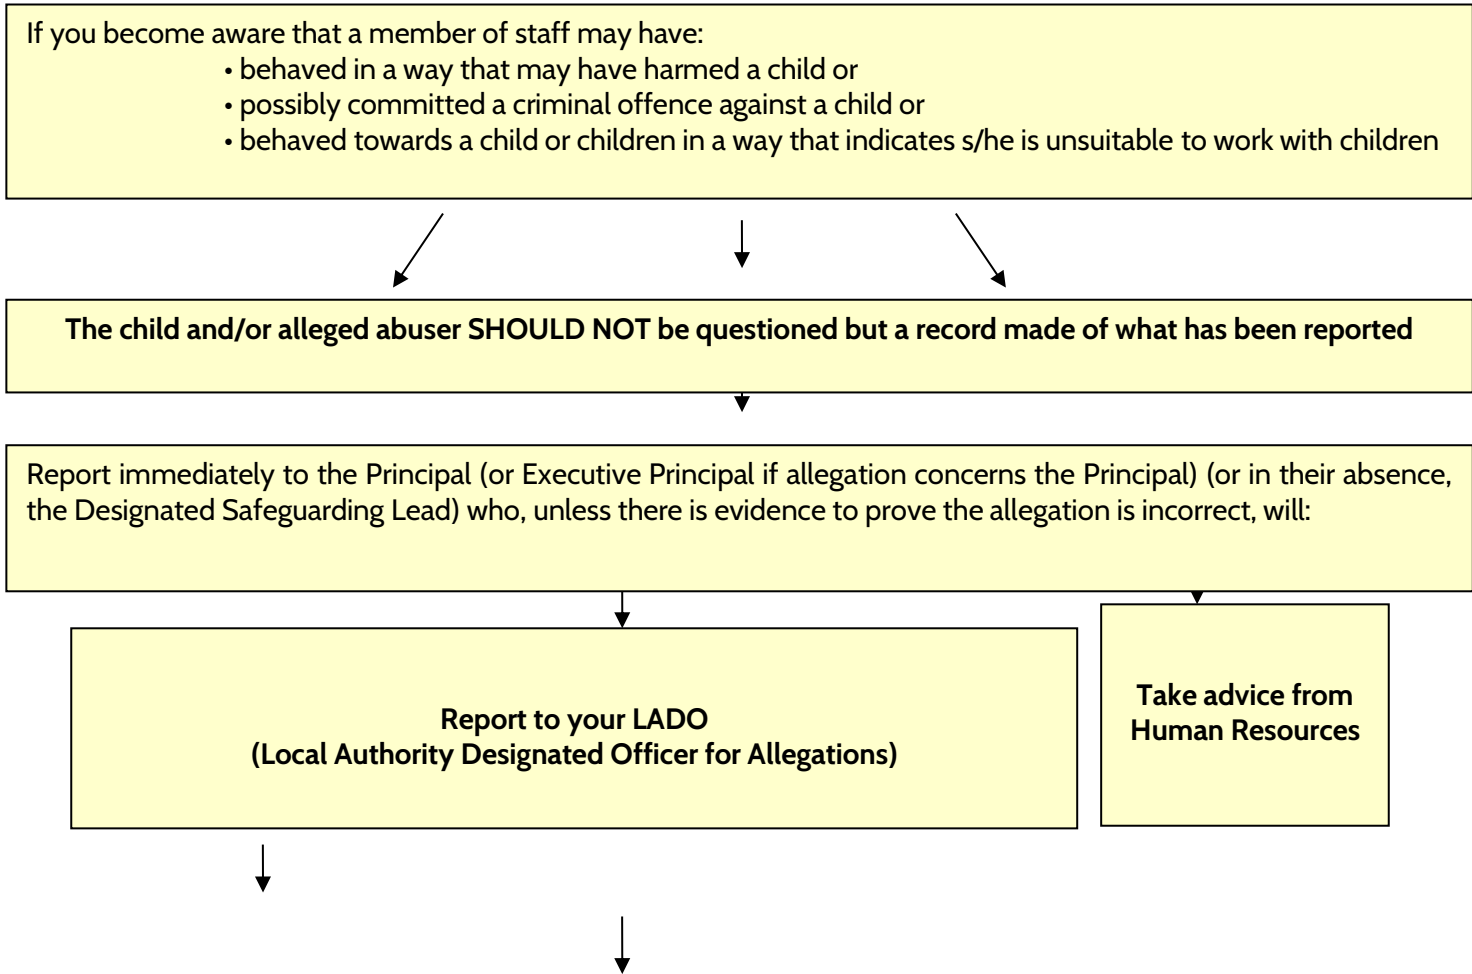 If you become aware that a member of staff may have:
• behaved in a way that may have harmed a child or
• possibly committed a criminal offence against a child or
• behaved towards a child or children in a way that indicates s/he is unsuitable to work with children
The child and/or alleged abuser SHOULD NOT be questioned but a record made of what has been reported
Report immediately to the Principal (or Executive Principal if allegation concerns the Principal) (or in their absence,
the Designated Safeguarding Lead) who, unless there is evidence to prove the allegation is incorrect, will:
Report to your LADO
(Local Authority Designated Officer for Allegations)
Take advice from
Human Resources